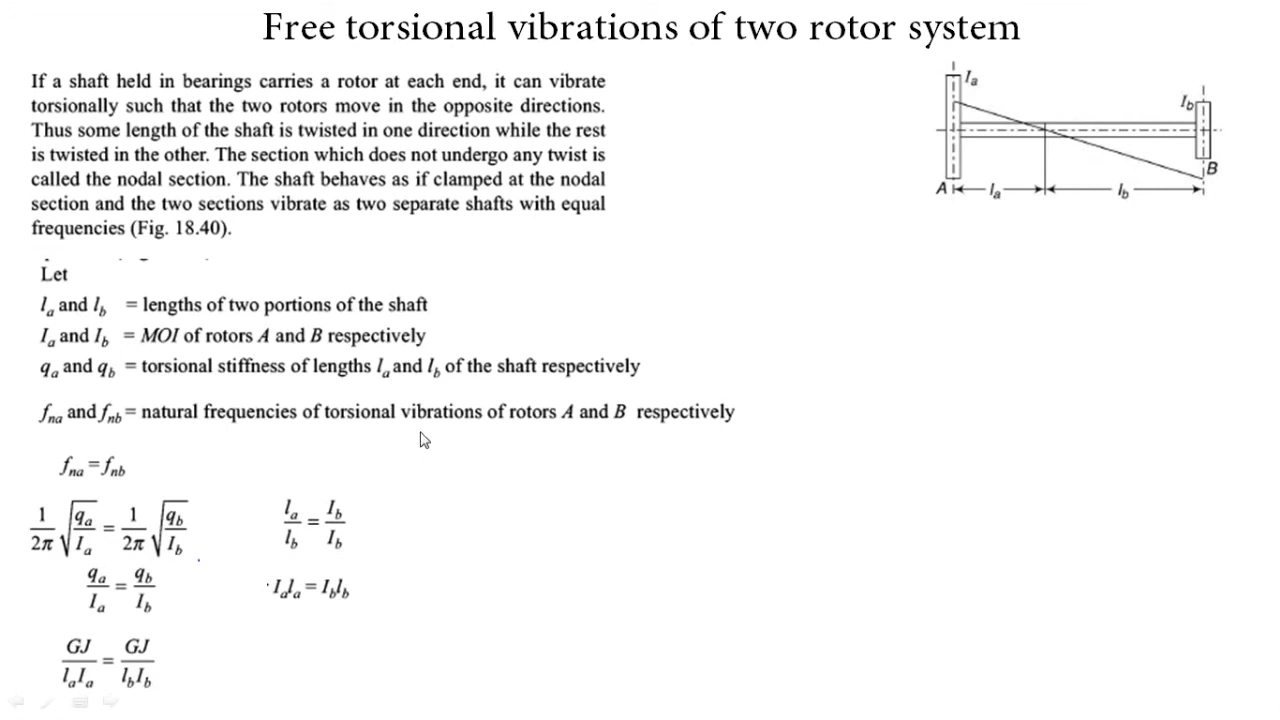 Free torsional vibrations of two rotor system
If a shaft held in bearings carries a rotor at each end, it can vibrate
torsionally such that the two rotors move in the opposite directions.
Thus some length of the shaft is twisted in one direction while the rest
is twisted in the other. The section which does not undergo any twist is
called the nodal section. The shaft behaves as if clamped at the nodal
section and the two sections vibrate as two separate shafts with equal
frequencies (Fig. 18.40).
I_a
I_b
B
A l_a l_b
Let
l_a and l_b = lengths of two portions of the shaft
I_a and I_b = MOI of rotors A and B respectively
q_a and q_b = torsional stiffness of lengths l_a and l_b of the shaft respectively
f_na and f_nb = natural frequencies of torsional vibrations of rotors A and B respectively
f_na = f_nb
1/2π √(q_a/I_a) = 1/2π √(q_b/I_b)
q_a/I_a = q_b/I_b
GJ/l_aI_a = GJ/l_bI_b
l_a/l_b = I_b/I_b
I_al_a = I_bl_b